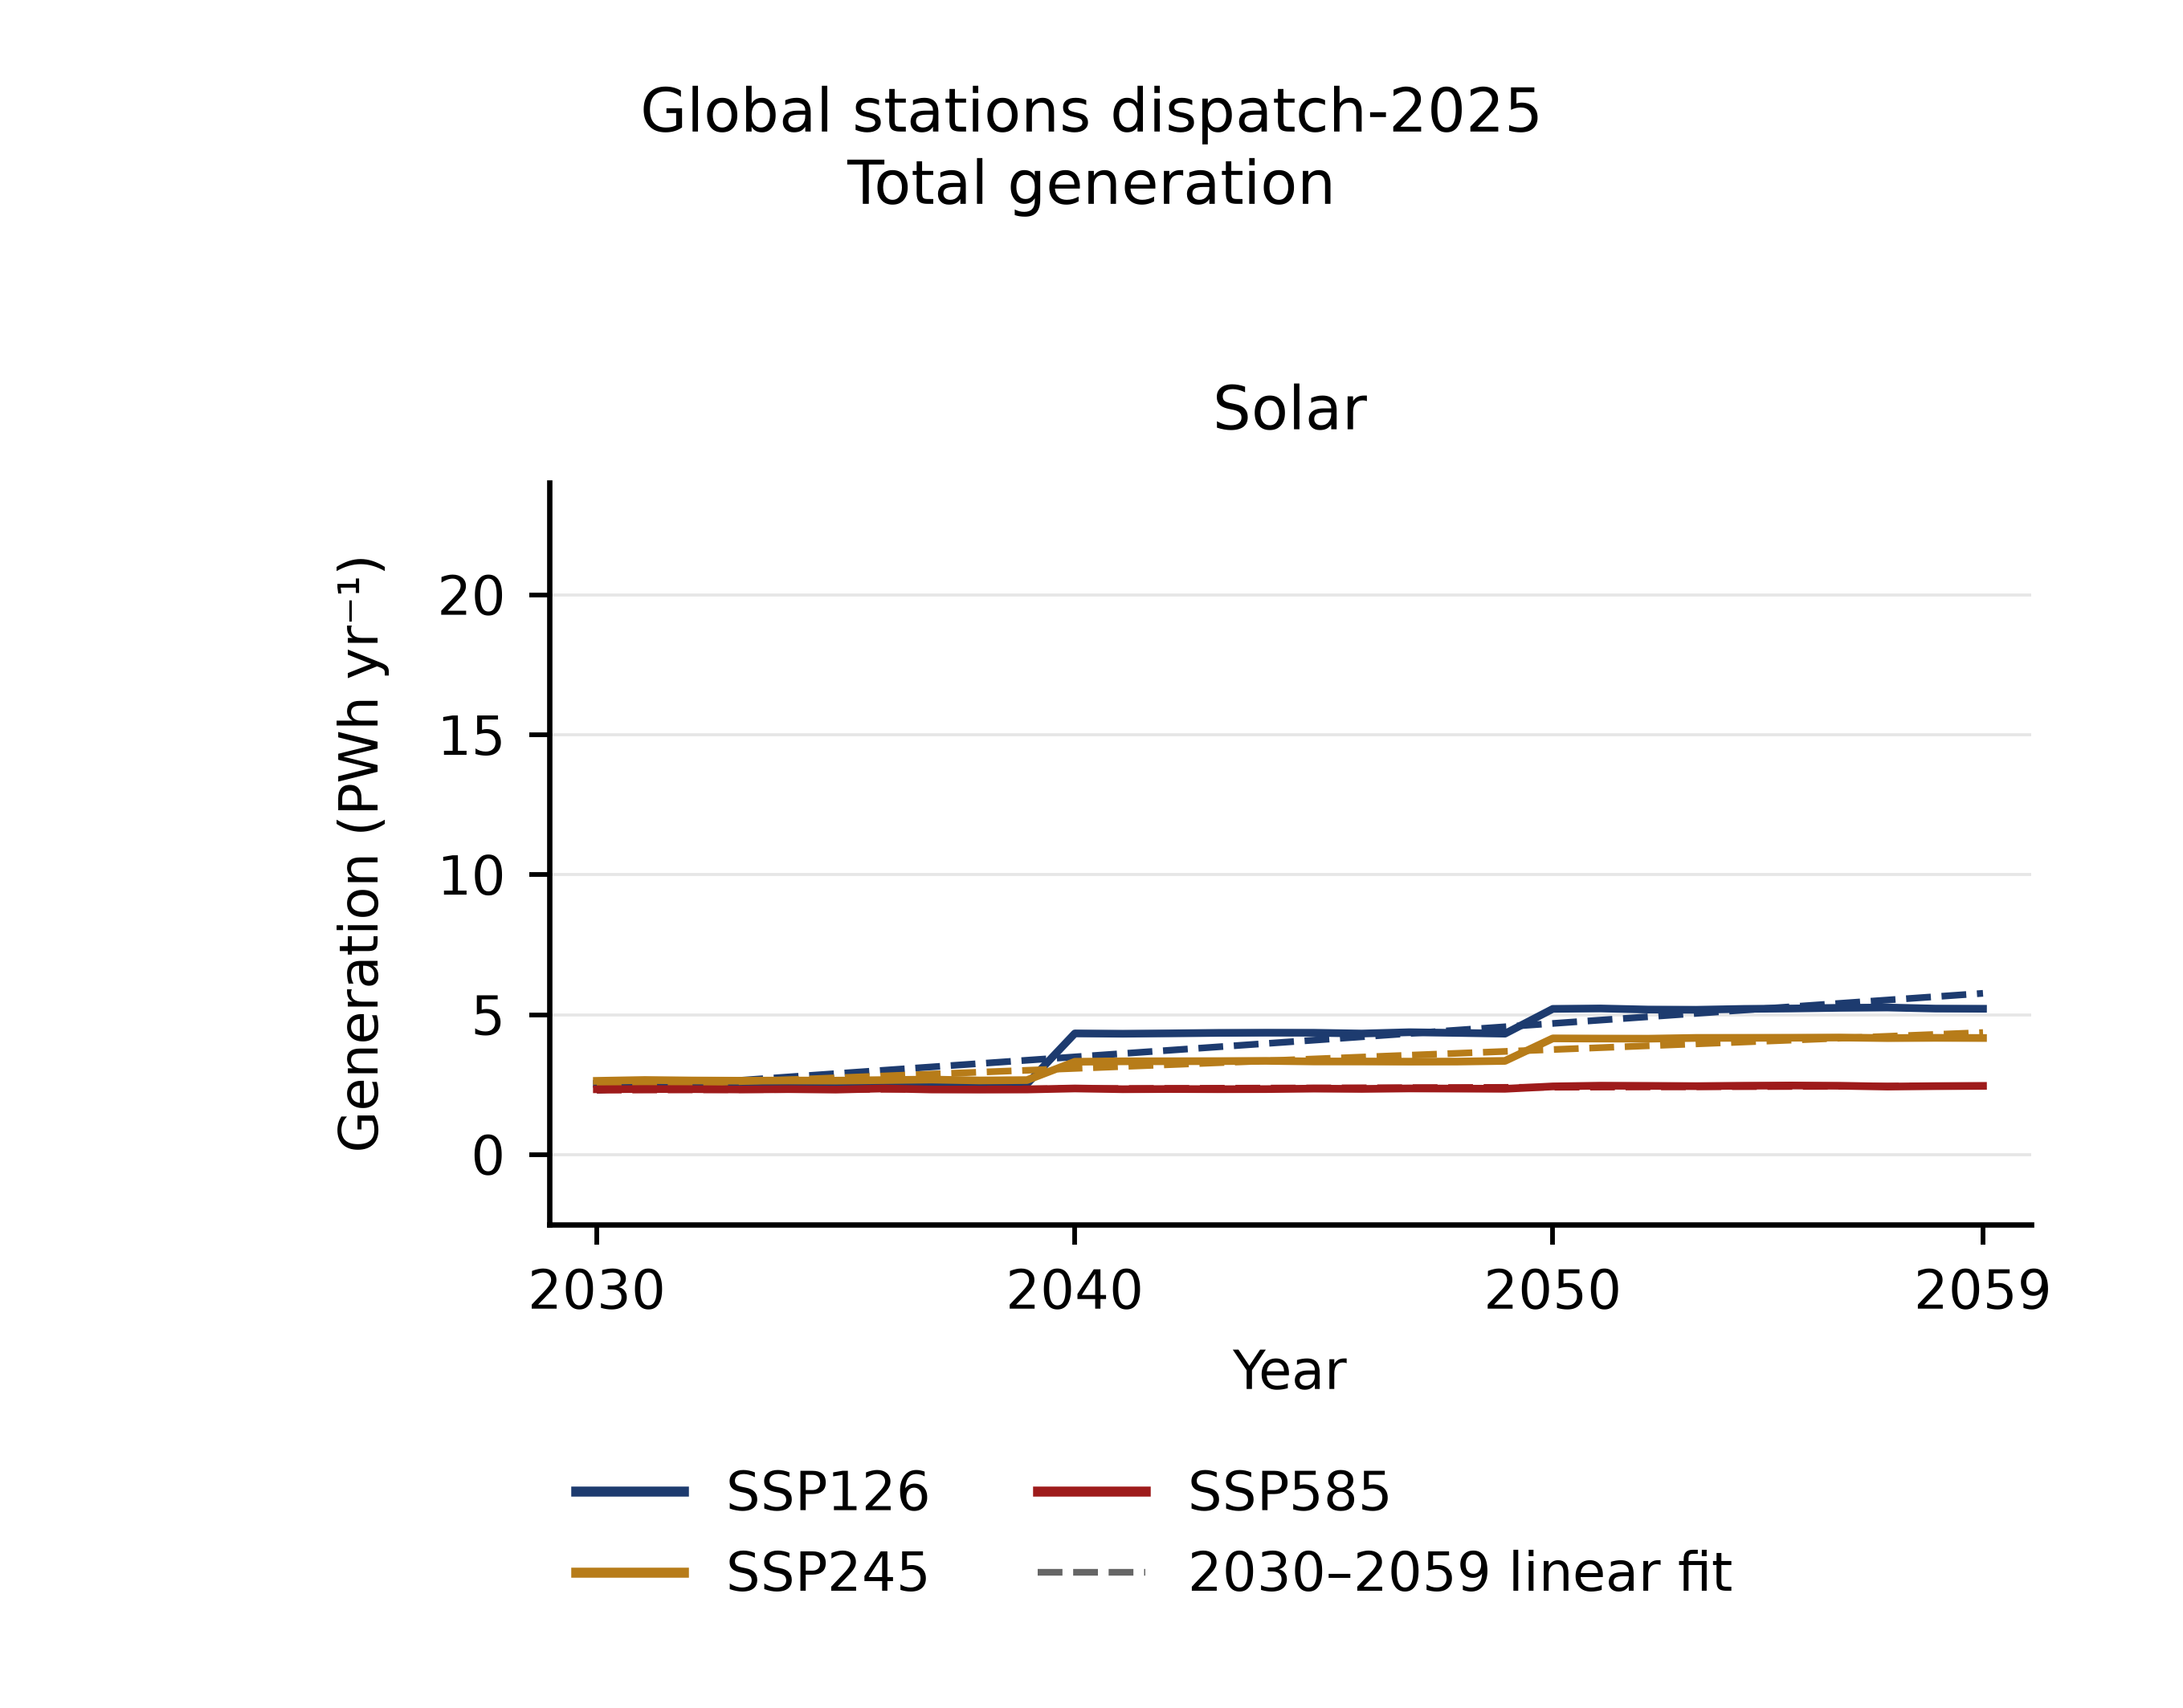 Global stations dispatch-2025
Total generation
Solar
Generation (PWh yr⁻¹)
20
15
10
5
0
2030 2040 2050 2059
Year
SSP126 SSP585
SSP245 2030–2059 linear fit